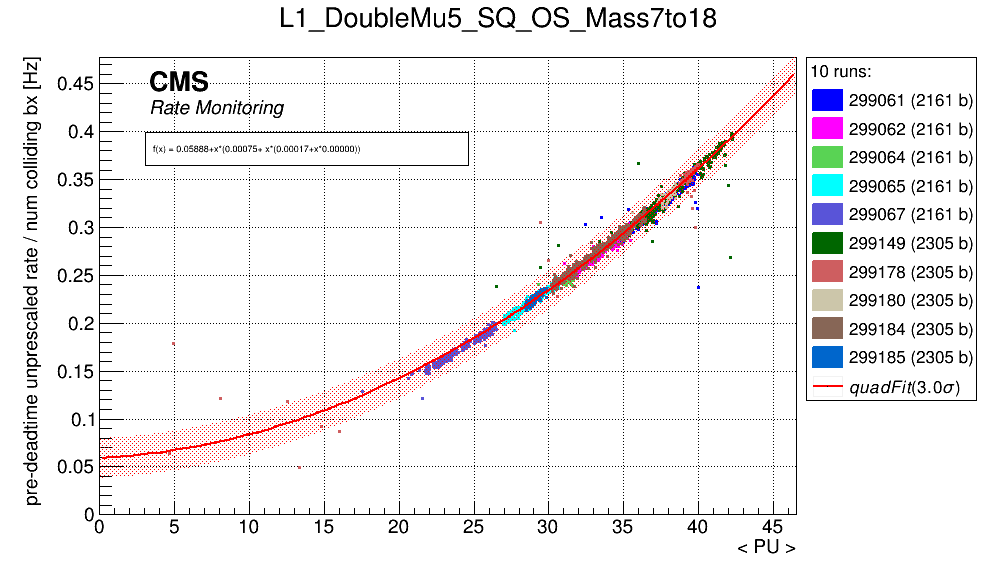 L1_DoubleMu5_SQ_OS_Mass7to18
pre-deadtime unprescaled rate / num colliding bx [Hz]
CMS
Rate Monitoring
f(x) = 0.05888+x*(0.00075+ x*(0.00017+x*0.00000))
0.45
0.4
0.35
0.3
0.25
0.2
0.15
0.1
0.05
0
0 5 10 15 20 25 30 35 40 45
< PU >
10 runs:
299061 (2161 b)
299062 (2161 b)
299064 (2161 b)
299065 (2161 b)
299067 (2161 b)
299149 (2305 b)
299178 (2305 b)
299180 (2305 b)
299184 (2305 b)
299185 (2305 b)
quadFit(3.0σ)